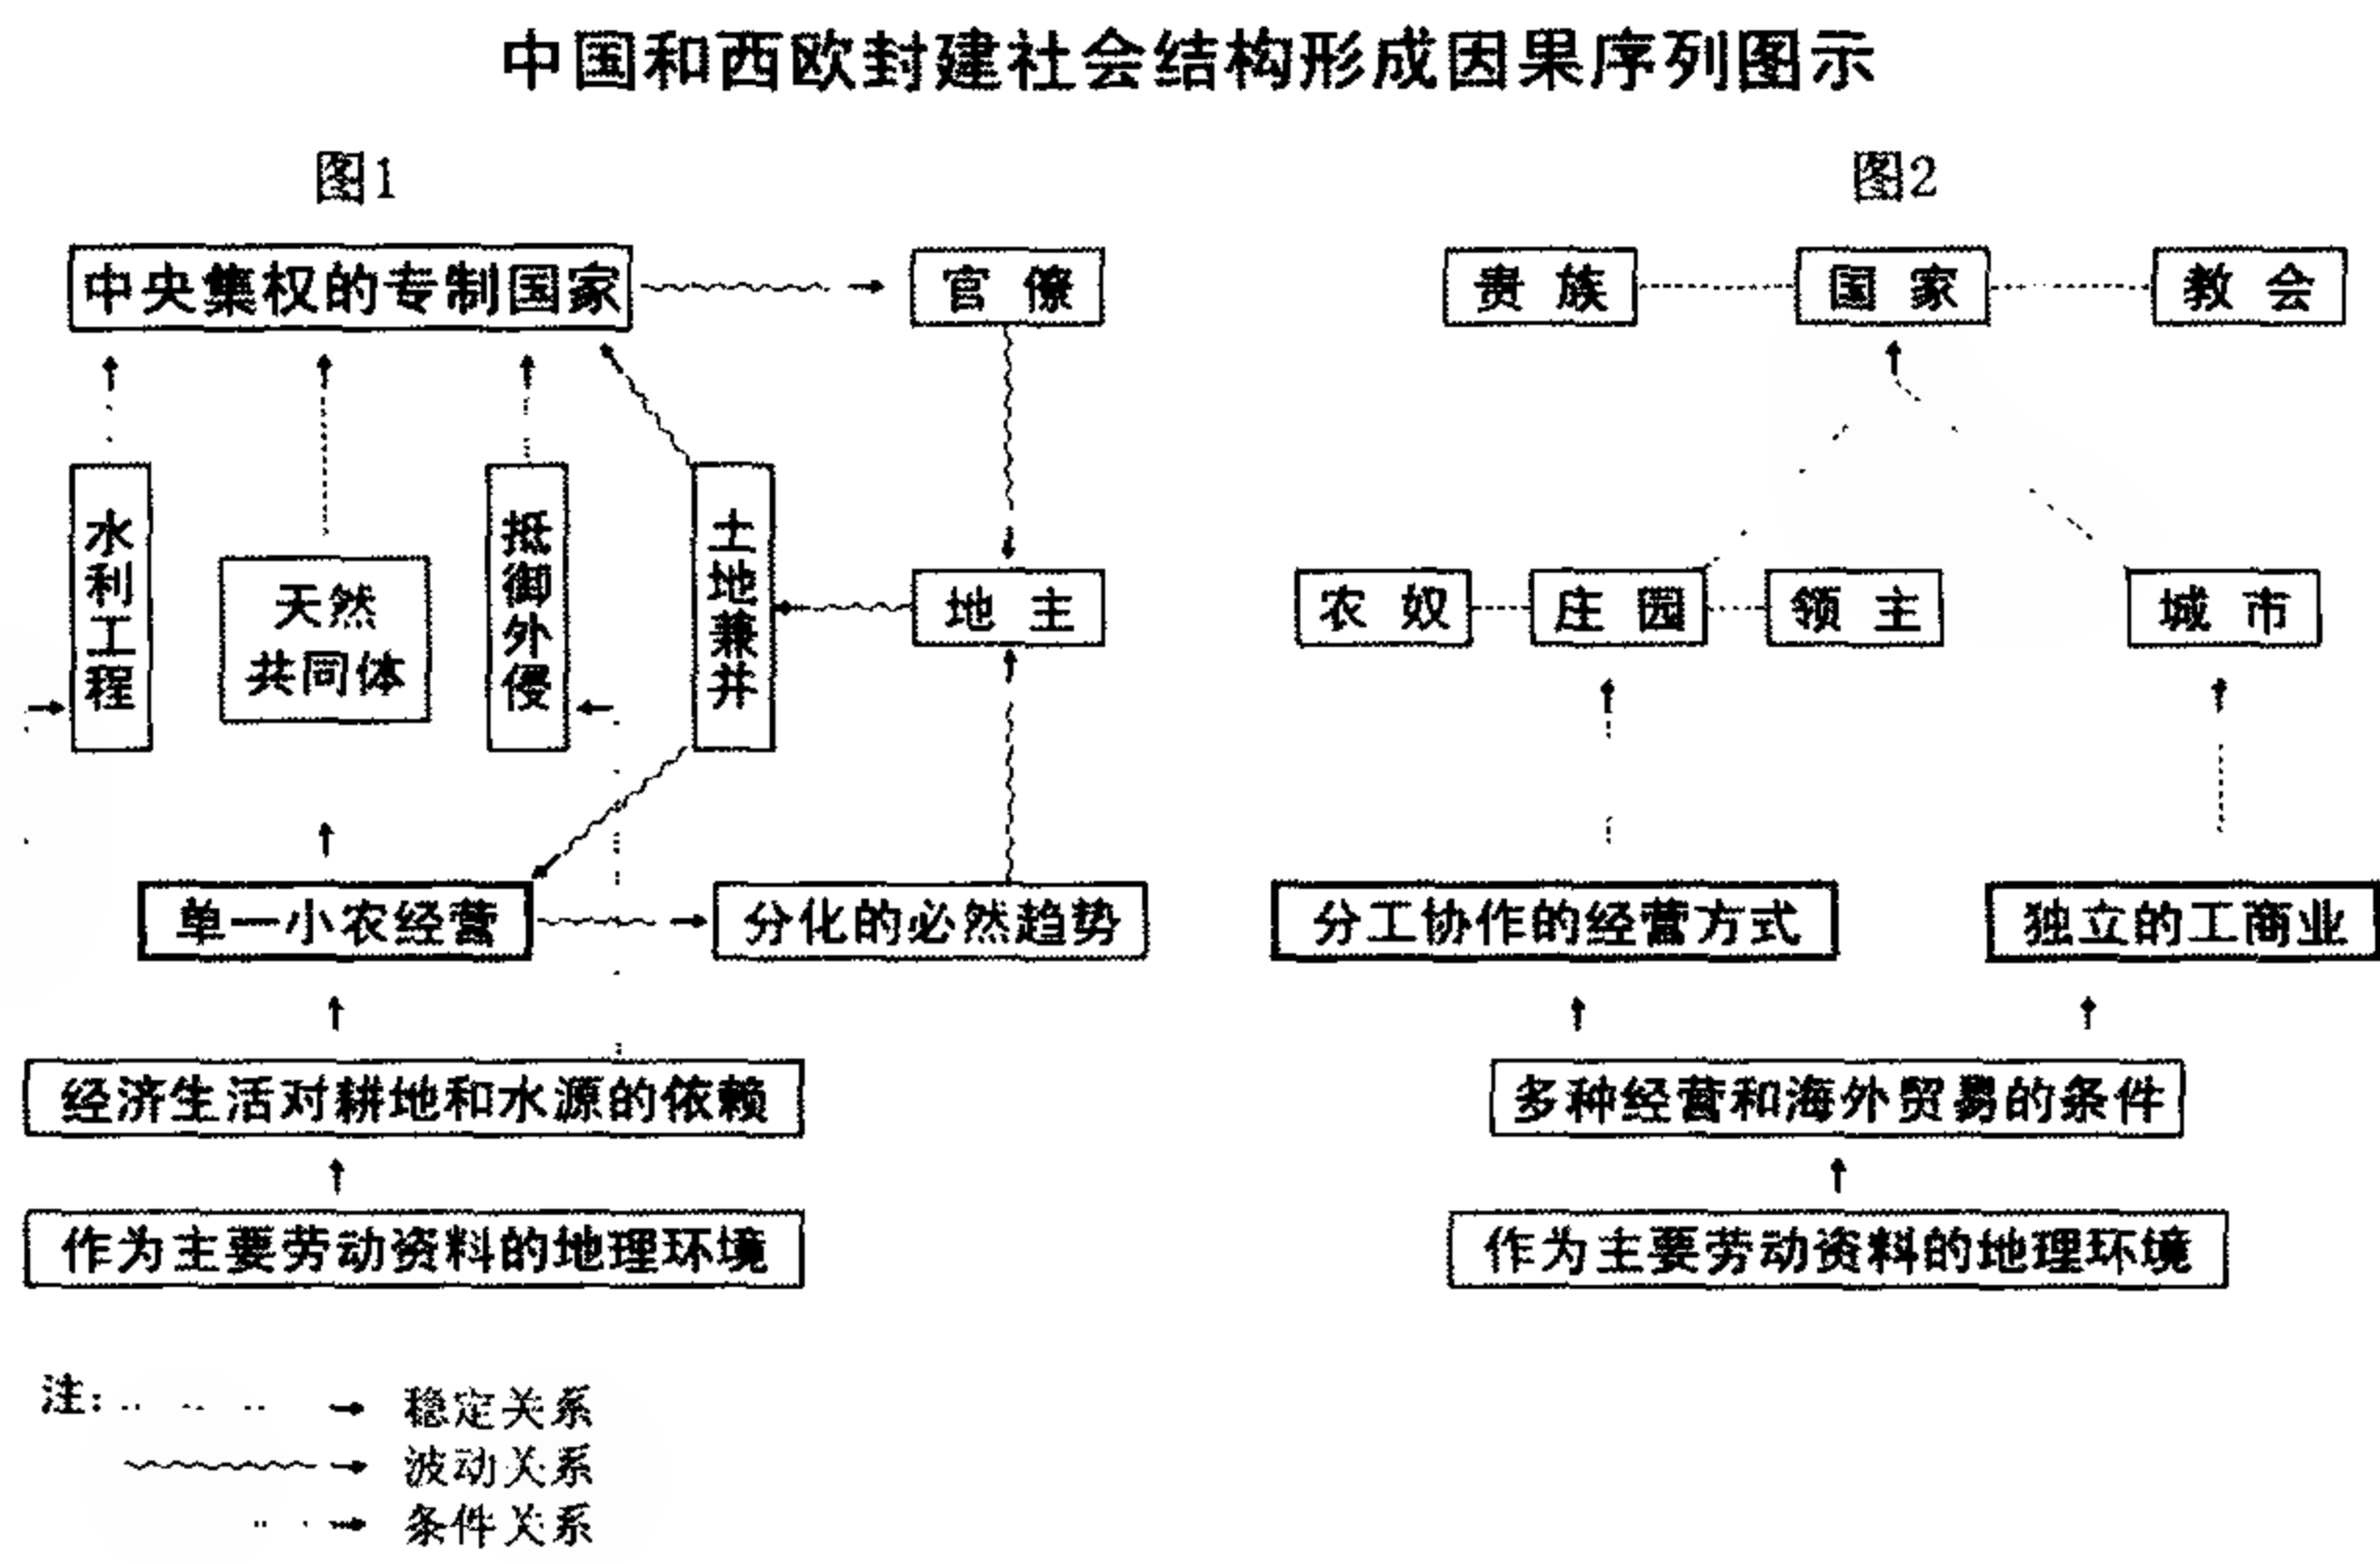 中国和西欧封建社会结构形成因果序列图示
图1
图2
中央集权的专制国家
官僚
贵族
国家
教会
水利工程
天然
共同体
抵御外侵
土地兼并
地主
农奴
庄园
领主
城市
单一小农经营
分化的必然趋势
分工协作的经营方式
独立的工商业
经济生活对耕地和水源的依赖
多种经营和海外贸易的条件
作为主要劳动资料的地理环境
作为主要劳动资料的地理环境
注:
稳定关系
波动关系
条件关系